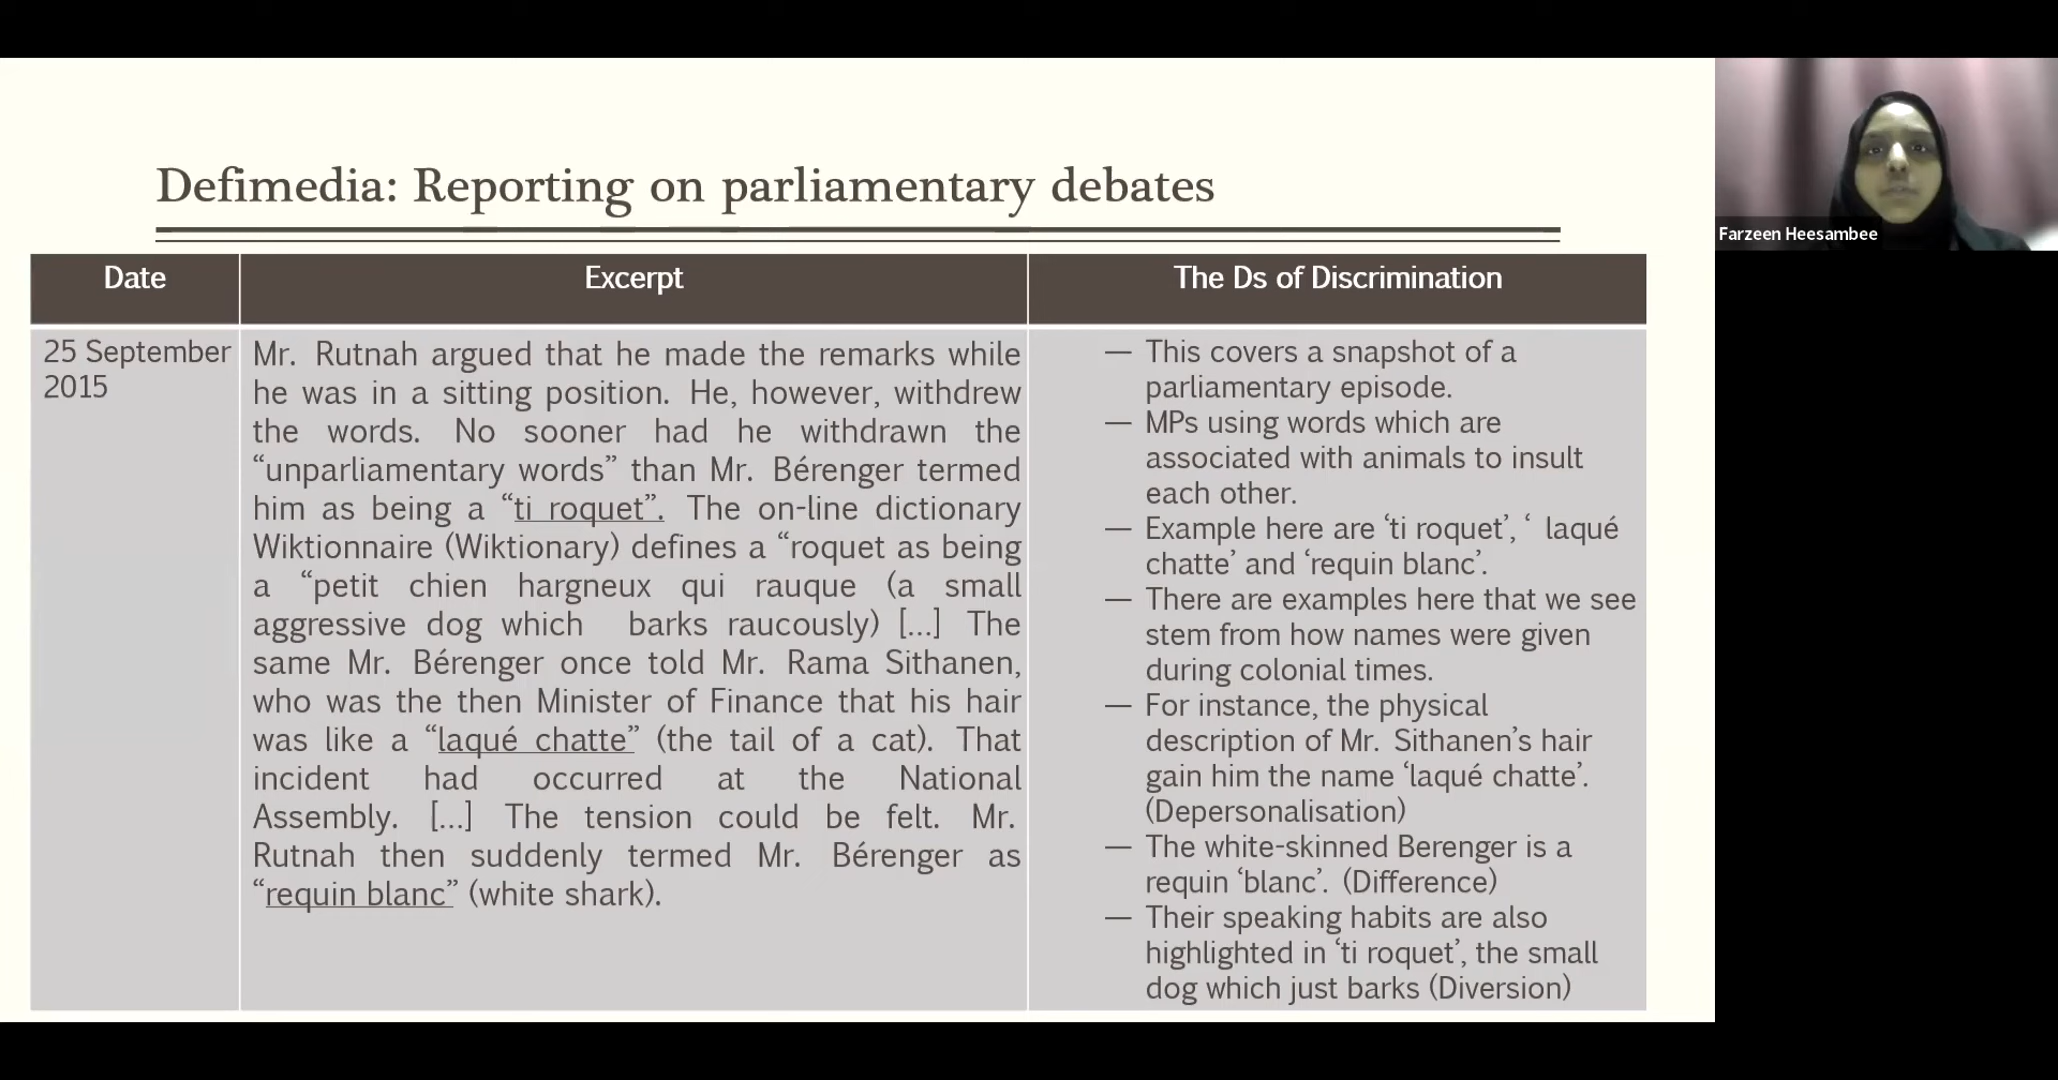 Defimedia: Reporting on parliamentary debates
Farzeen Heesambee
Date
Excerpt
The Ds of Discrimination
25 September
2015
Mr. Rutnah argued that he made the remarks while
he was in a sitting position. He, however, withdrew
the words. No sooner had he withdrawn the
“unparliamentary words” than Mr. Bérenger termed
him as being a “ti roquet”. The on-line dictionary
Wiktionnaire (Wiktionary) defines a “roquet as being
a “petit chien hargneux qui rauque (a small
aggressive dog which barks raucously) [...] The
same Mr. Bérenger once told Mr. Rama Sithanen,
who was the then Minister of Finance that his hair
was like a “laqué chatte” (the tail of a cat). That
incident had occurred at the National
Assembly. [...] The tension could be felt. Mr.
Rutnah then suddenly termed Mr. Bérenger as
“requin blanc” (white shark).
— This covers a snapshot of a
parliamentary episode.
— MPs using words which are
associated with animals to insult
each other.
— Example here are ‘ti roquet’, ‘ laqué
chatte’ and ‘requin blanc’.
— There are examples here that we see
stem from how names were given
during colonial times.
— For instance, the physical
description of Mr. Sithanen’s hair
gain him the name ‘laqué chatte’.
(Depersonalisation)
— The white-skinned Berenger is a
requin ‘blanc’. (Difference)
— Their speaking habits are also
highlighted in ‘ti roquet’, the small
dog which just barks (Diversion)